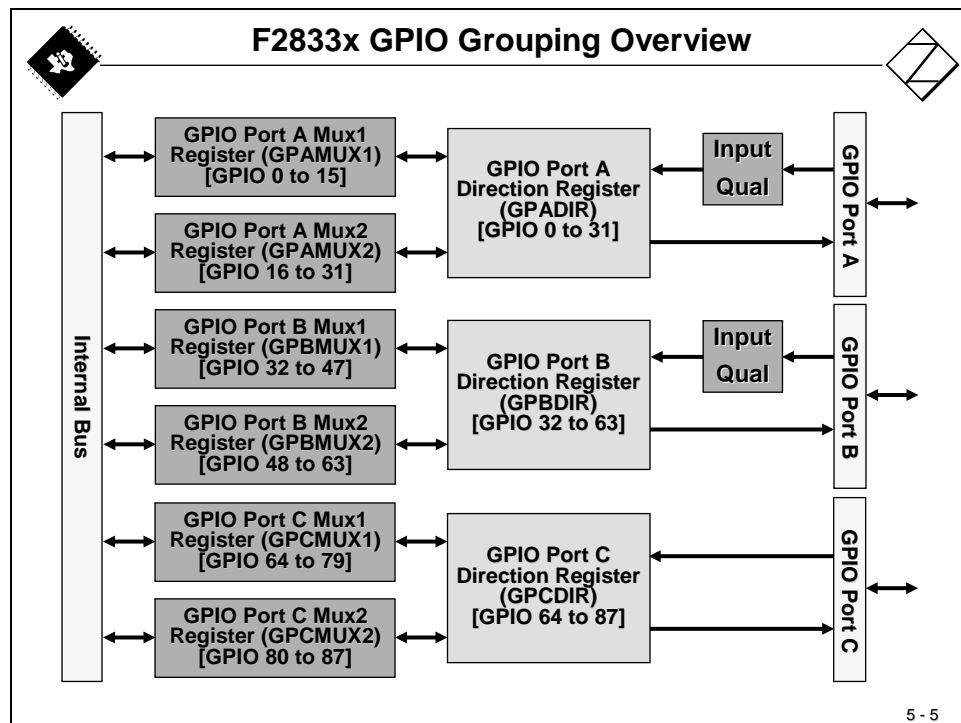 F2833x GPIO Grouping Overview
Internal Bus
GPIO Port A Mux1
Register (GPAMUX1)
[GPIO 0 to 15]
GPIO Port A Mux2
Register (GPAMUX2)
[GPIO 16 to 31]
GPIO Port A
Direction Register
(GPADIR)
[GPIO 0 to 31]
Input
Qual
GPIO Port A
GPIO Port B Mux1
Register (GPBMUX1)
[GPIO 32 to 47]
GPIO Port B Mux2
Register (GPBMUX2)
[GPIO 48 to 63]
GPIO Port B
Direction Register
(GPBDIR)
[GPIO 32 to 63]
Input
Qual
GPIO Port B
GPIO Port C Mux1
Register (GPCMUX1)
[GPIO 64 to 79]
GPIO Port C Mux2
Register (GPCMUX2)
[GPIO 80 to 87]
GPIO Port C
Direction Register
(GPCDIR)
[GPIO 64 to 87]
GPIO Port C
5 - 5